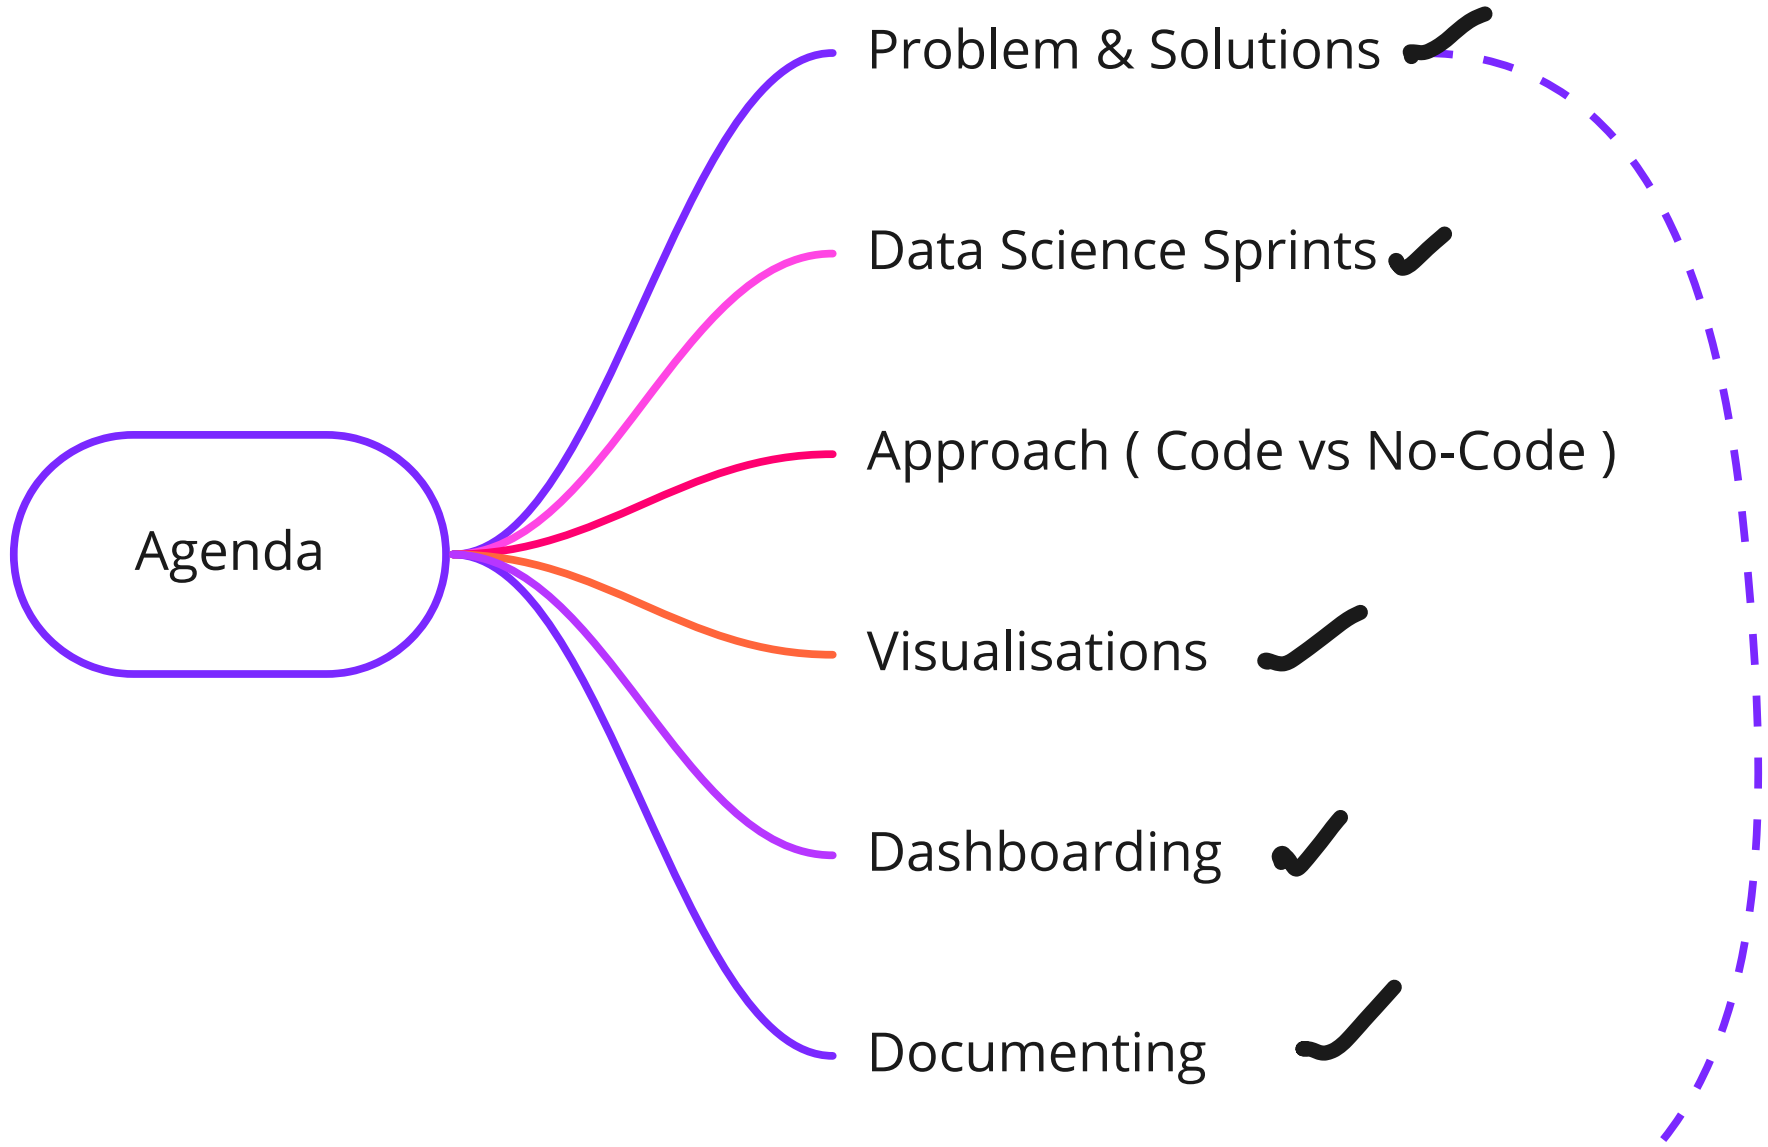 Problem & Solutions
Data Science Sprints
Approach ( Code vs No-Code )
Agenda
Visualisations
Dashboarding
Documenting